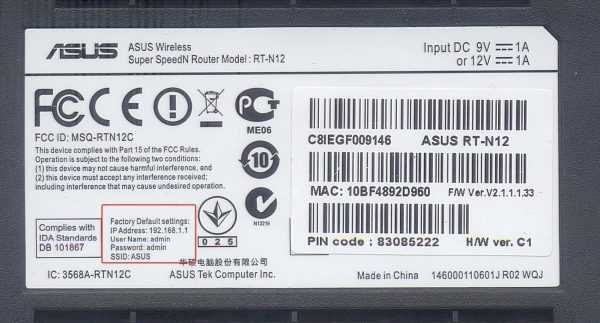 ASUS
ASUS Wireless
Super SpeedN Router Model: RT-N12
Input DC 9V ⎓ 1A
or 12V ⎓ 1A
FCC ID: MSQ-RTN12C
ME06
This device complies with Part 15 of the FCC Rules.
Operation is subject to the following two conditions:
(1) this device may not cause harmful interference, and
(2) this device must accept any interference received,
including interference that may cause undesired operation.
10
N13219
C8IEGF009146 ASUS RT-N12
MAC: 10BF4892D960 F/W Ver.V2.1.1.1.33
PIN code : 83085222 H/W ver. C1
Complies with
IDA Standards
DB 101867
Factory Default settings:
IP Address: 192.168.1.1
User Name: admin
Password: admin
SSID: ASUS
025
华硕电脑股份有限公司
IC: 3568A-RTN12C
ASUS Tek Computer Inc.
Made in China
146000110601J R02 WQJ